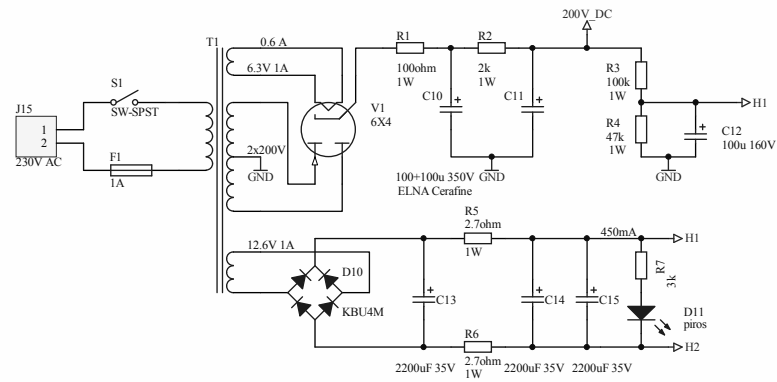 200V_DC
T1
0.6 A
R1
R2
6.3V 1A
S1
SW-SPST
100ohm
1W
2k
1W
R3
100k
1W
J15
1
2
230V AC
V1
6X4
C10
C11
H1
R4
47k
1W
C12
100u 160V
F1
1A
2x200V
GND
100+100u 350V
ELNA Cerafine
GND
GND
R5
2.7ohm
1W
450mA
H1
12.6V 1A
D10
KBU4M
C13
C14
C15
R7
3k
D11
piros
R6
2.7ohm
1W
H2
2200uF 35V
2200uF 35V
2200uF 35V